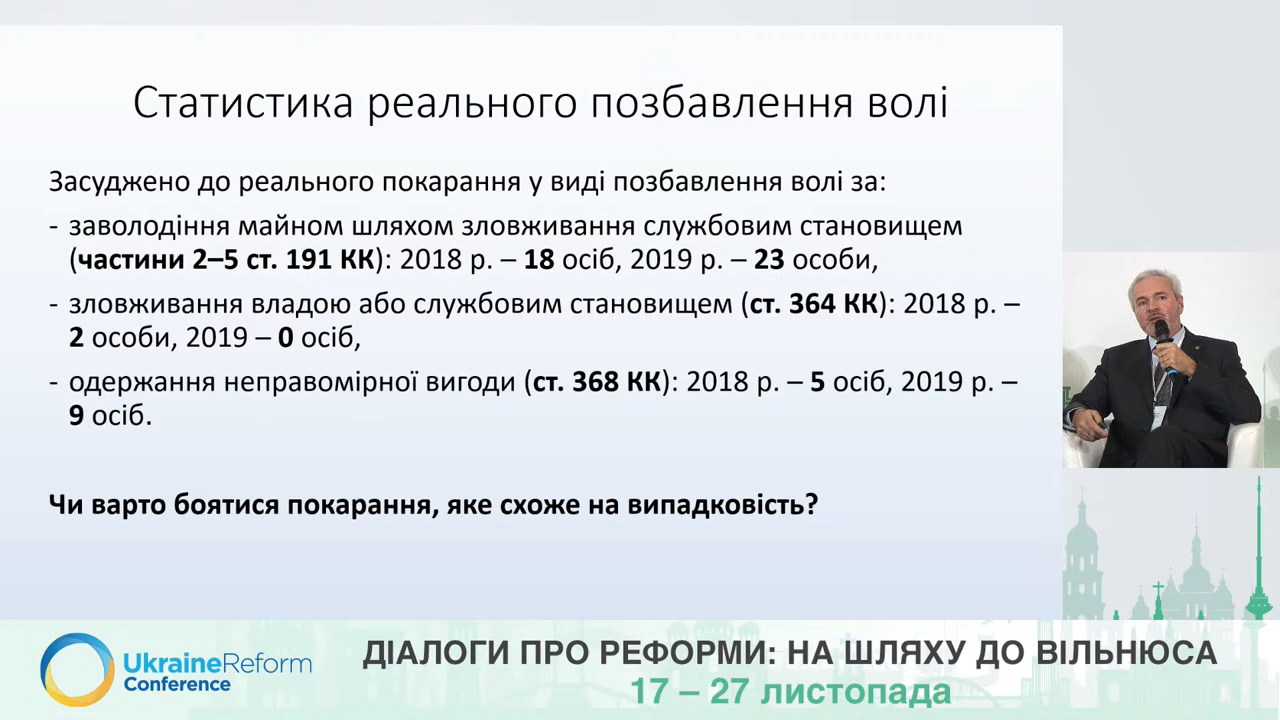 Статистика реального позбавлення волі
Засуджено до реального покарання у виді позбавлення волі за:
- заволодіння майном шляхом зловживання службовим становищем
(частини 2–5 ст. 191 КК): 2018 р. – 18 осіб, 2019 р. – 23 особи,
- зловживання владою або службовим становищем (ст. 364 КК): 2018 р. –
2 особи, 2019 – 0 осіб,
- одержання неправомірної вигоди (ст. 368 КК): 2018 р. – 5 осіб, 2019 р. –
9 осіб.
Чи варто боятися покарання, яке схоже на випадковість?
UkraineReform
Conference
ДІАЛОГИ ПРО РЕФОРМИ: НА ШЛЯХУ ДО ВІЛЬНЮСА
17 – 27 листопада